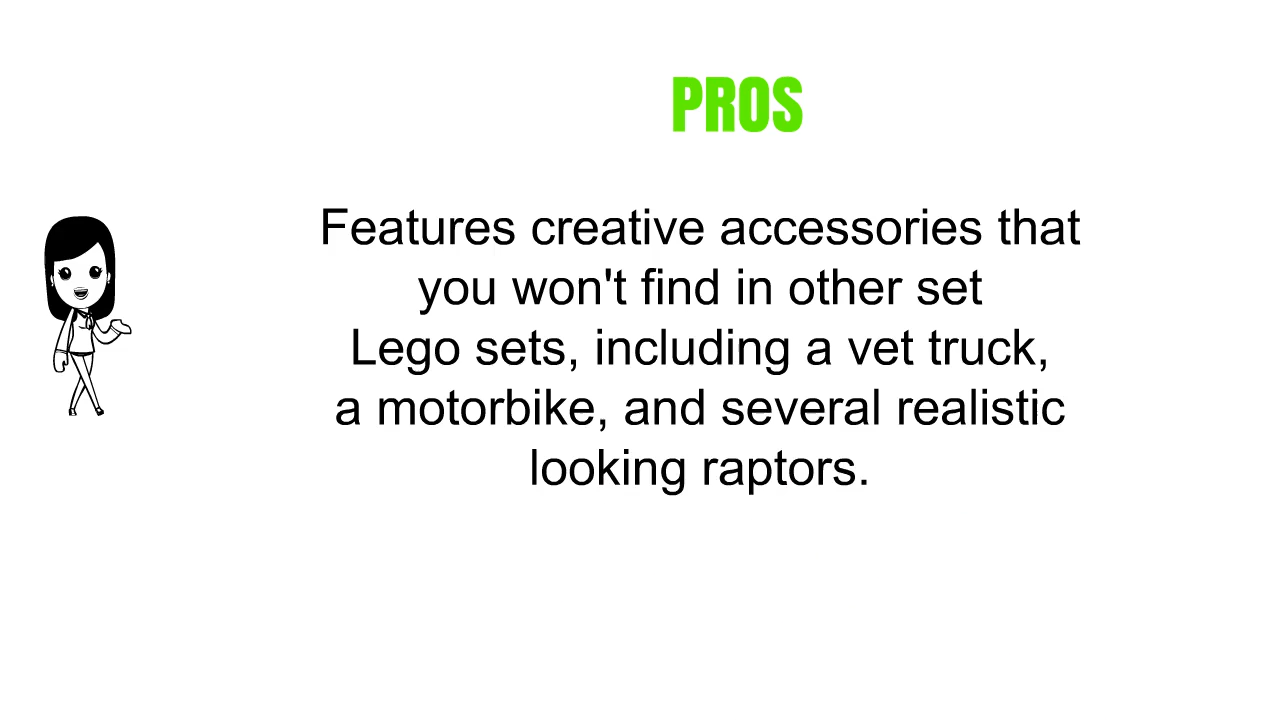 PROS
Features creative accessories that
you won't find in other set
Lego sets, including a vet truck,
a motorbike, and several realistic
looking raptors.